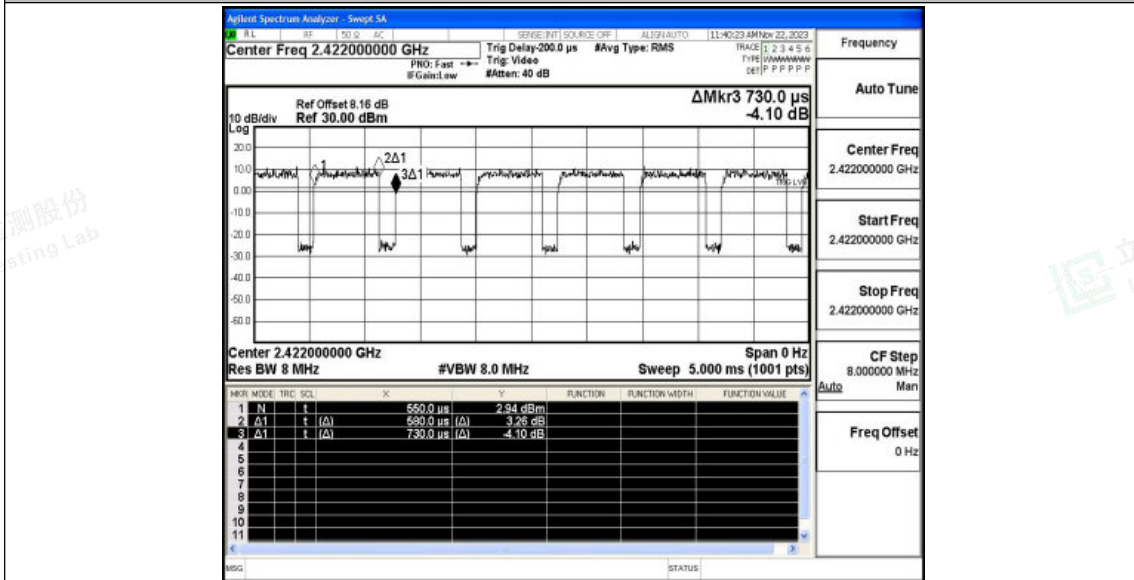 Agilent Spectrum Analyzer - Swept SA
RL RF 50 Ω AC SENSE:INT SOURCE OFF ALIGN AUTO 11:40:23 AM Nov 22, 2023
Center Freq 2.422000000 GHz Trig Delay-200.0 µs #Avg Type: RMS TRACE 1 2 3 4 5 6
PNO: Fast Trig: Video TYPE WWWWWW
IFGain:Low #Atten: 40 dB DET P P P P P P
Frequency
ΔMkr3 730.0 µs
-4.10 dB
Ref Offset 8.16 dB
10 dB/div Ref 30.00 dBm
Log
20.0
10.0
0.00
-10.0
-20.0
-30.0
-40.0
-50.0
-60.0
1
2Δ1
3Δ1
TRIG LVL
Center 2.422000000 GHz Span 0 Hz
Res BW 8 MHz #VBW 8.0 MHz Sweep 5.000 ms (1001 pts)
MKR MODE TRC SCL X Y FUNCTION FUNCTION WIDTH FUNCTION VALUE
1 N t 550.0 µs 2.94 dBm
2 Δ1 t (Δ) 580.0 µs (Δ) 3.26 dB
3 Δ1 t (Δ) 730.0 µs (Δ) -4.10 dB
4
5
6
7
8
9
10
11
MSG STATUS
Auto Tune
Center Freq
2.422000000 GHz
Start Freq
2.422000000 GHz
Stop Freq
2.422000000 GHz
CF Step
8.000000 MHz
Auto Man
Freq Offset
0 Hz
测股份
sting Lab
立